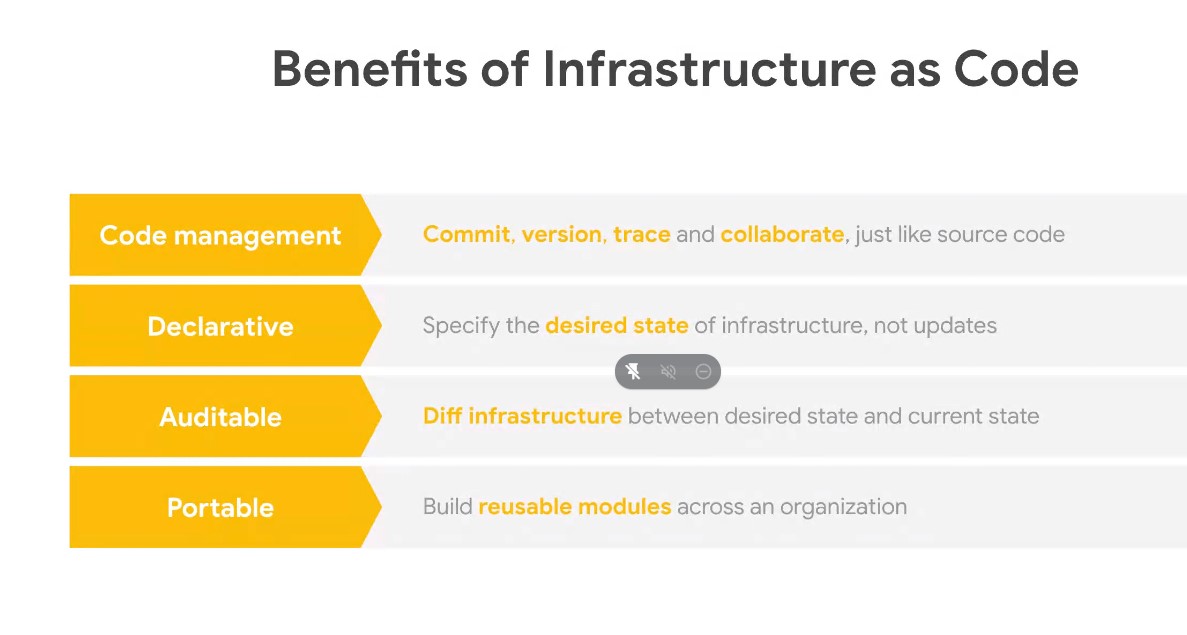 Benefits of Infrastructure as Code
Code management
Commit, version, trace and collaborate, just like source code
Declarative
Specify the desired state of infrastructure, not updates
Auditable
Diff infrastructure between desired state and current state
Portable
Build reusable modules across an organization